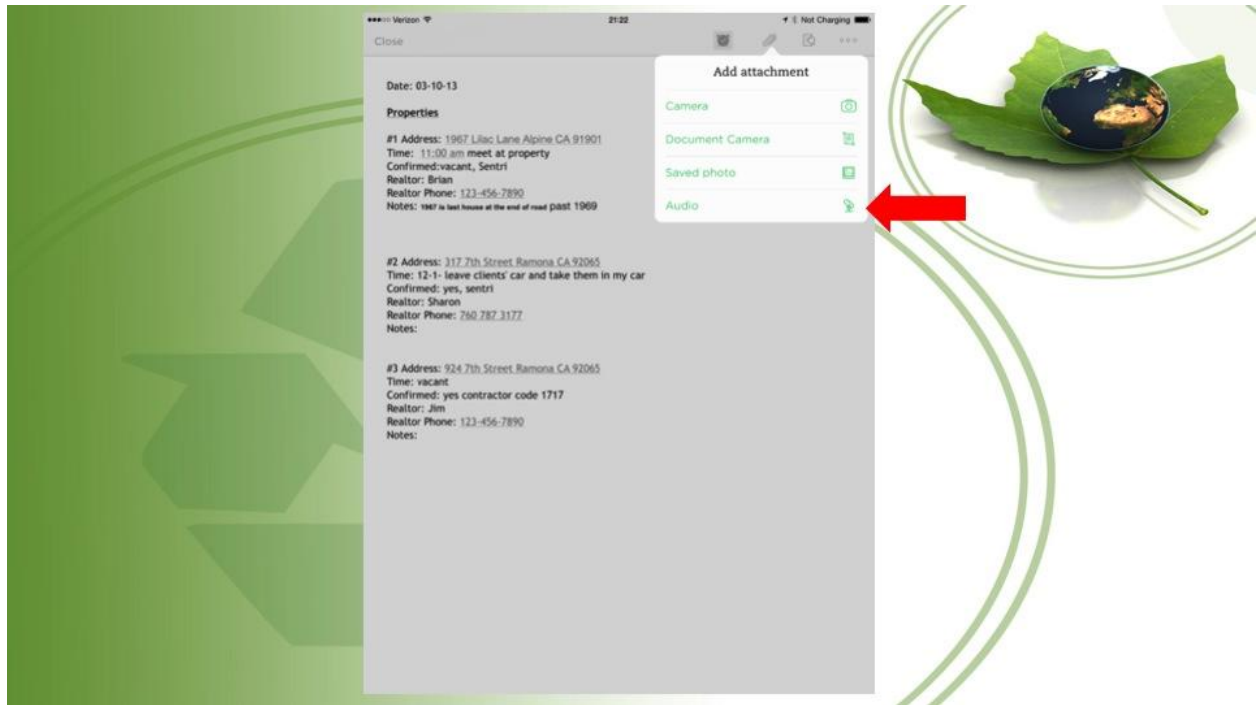 Verizon 21:22 Not Charging
Close
Add attachment
Camera
Document Camera
Saved photo
Audio
Date: 03-10-13
Properties
#1 Address: 1967 Lilac Lane Alpine CA 91901
Time: 11:00 am meet at property
Confirmed:vacant, Sentri
Realtor: Brian
Realtor Phone: 123-456-7890
Notes: 1967 is last house at the end of road past 1969
#2 Address: 317 7th Street Ramona CA 92065
Time: 12-1- leave clients' car and take them in my car
Confirmed: yes, sentri
Realtor: Sharon
Realtor Phone: 760 787 3177
Notes:
#3 Address: 924 7th Street Ramona CA 92065
Time: vacant
Confirmed: yes contractor code 1717
Realtor: Jim
Realtor Phone: 123-456-7890
Notes: